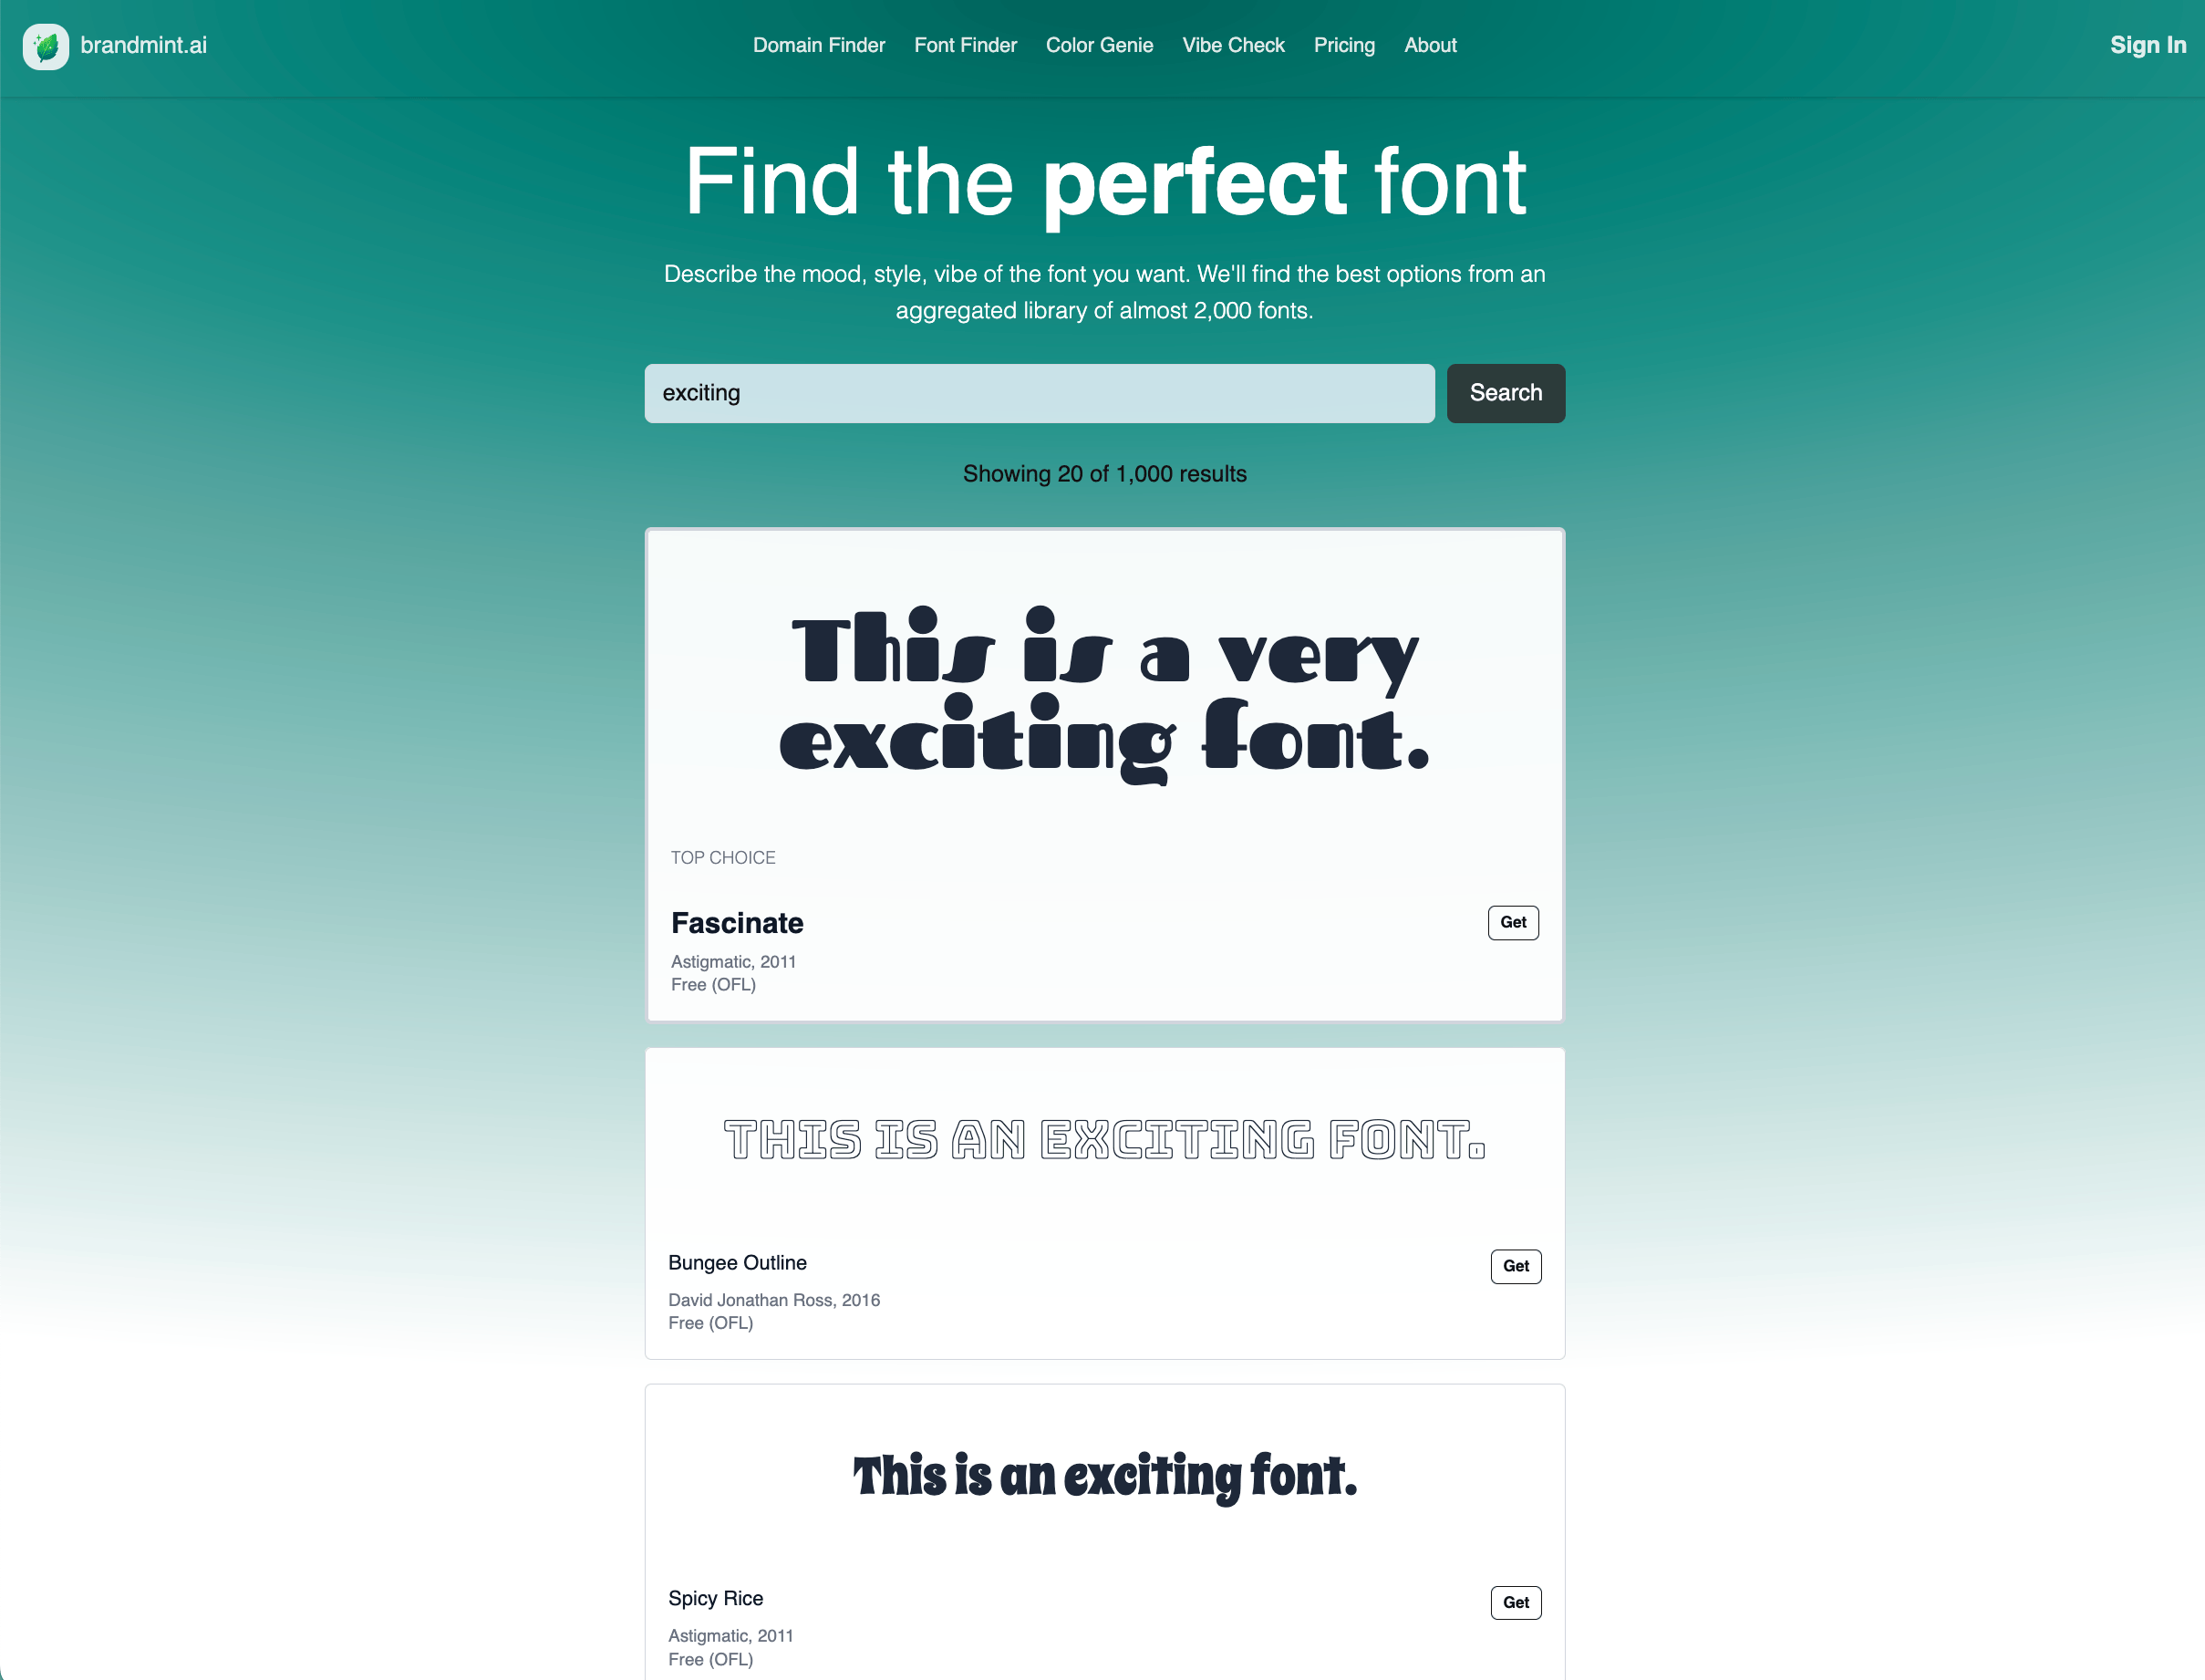 brandmint.ai
Domain Finder Font Finder Color Genie Vibe Check Pricing About
Sign In
Find the perfect font
Describe the mood, style, vibe of the font you want. We'll find the best options from an
aggregated library of almost 2,000 fonts.
exciting
Search
Showing 20 of 1,000 results
This is a very
exciting font.
TOP CHOICE
Fascinate
Get
Astigmatic, 2011
Free (OFL)
THIS IS AN EXCITING FONT.
Bungee Outline
Get
David Jonathan Ross, 2016
Free (OFL)
This is an exciting font.
Spicy Rice
Get
Astigmatic, 2011
Free (OFL)